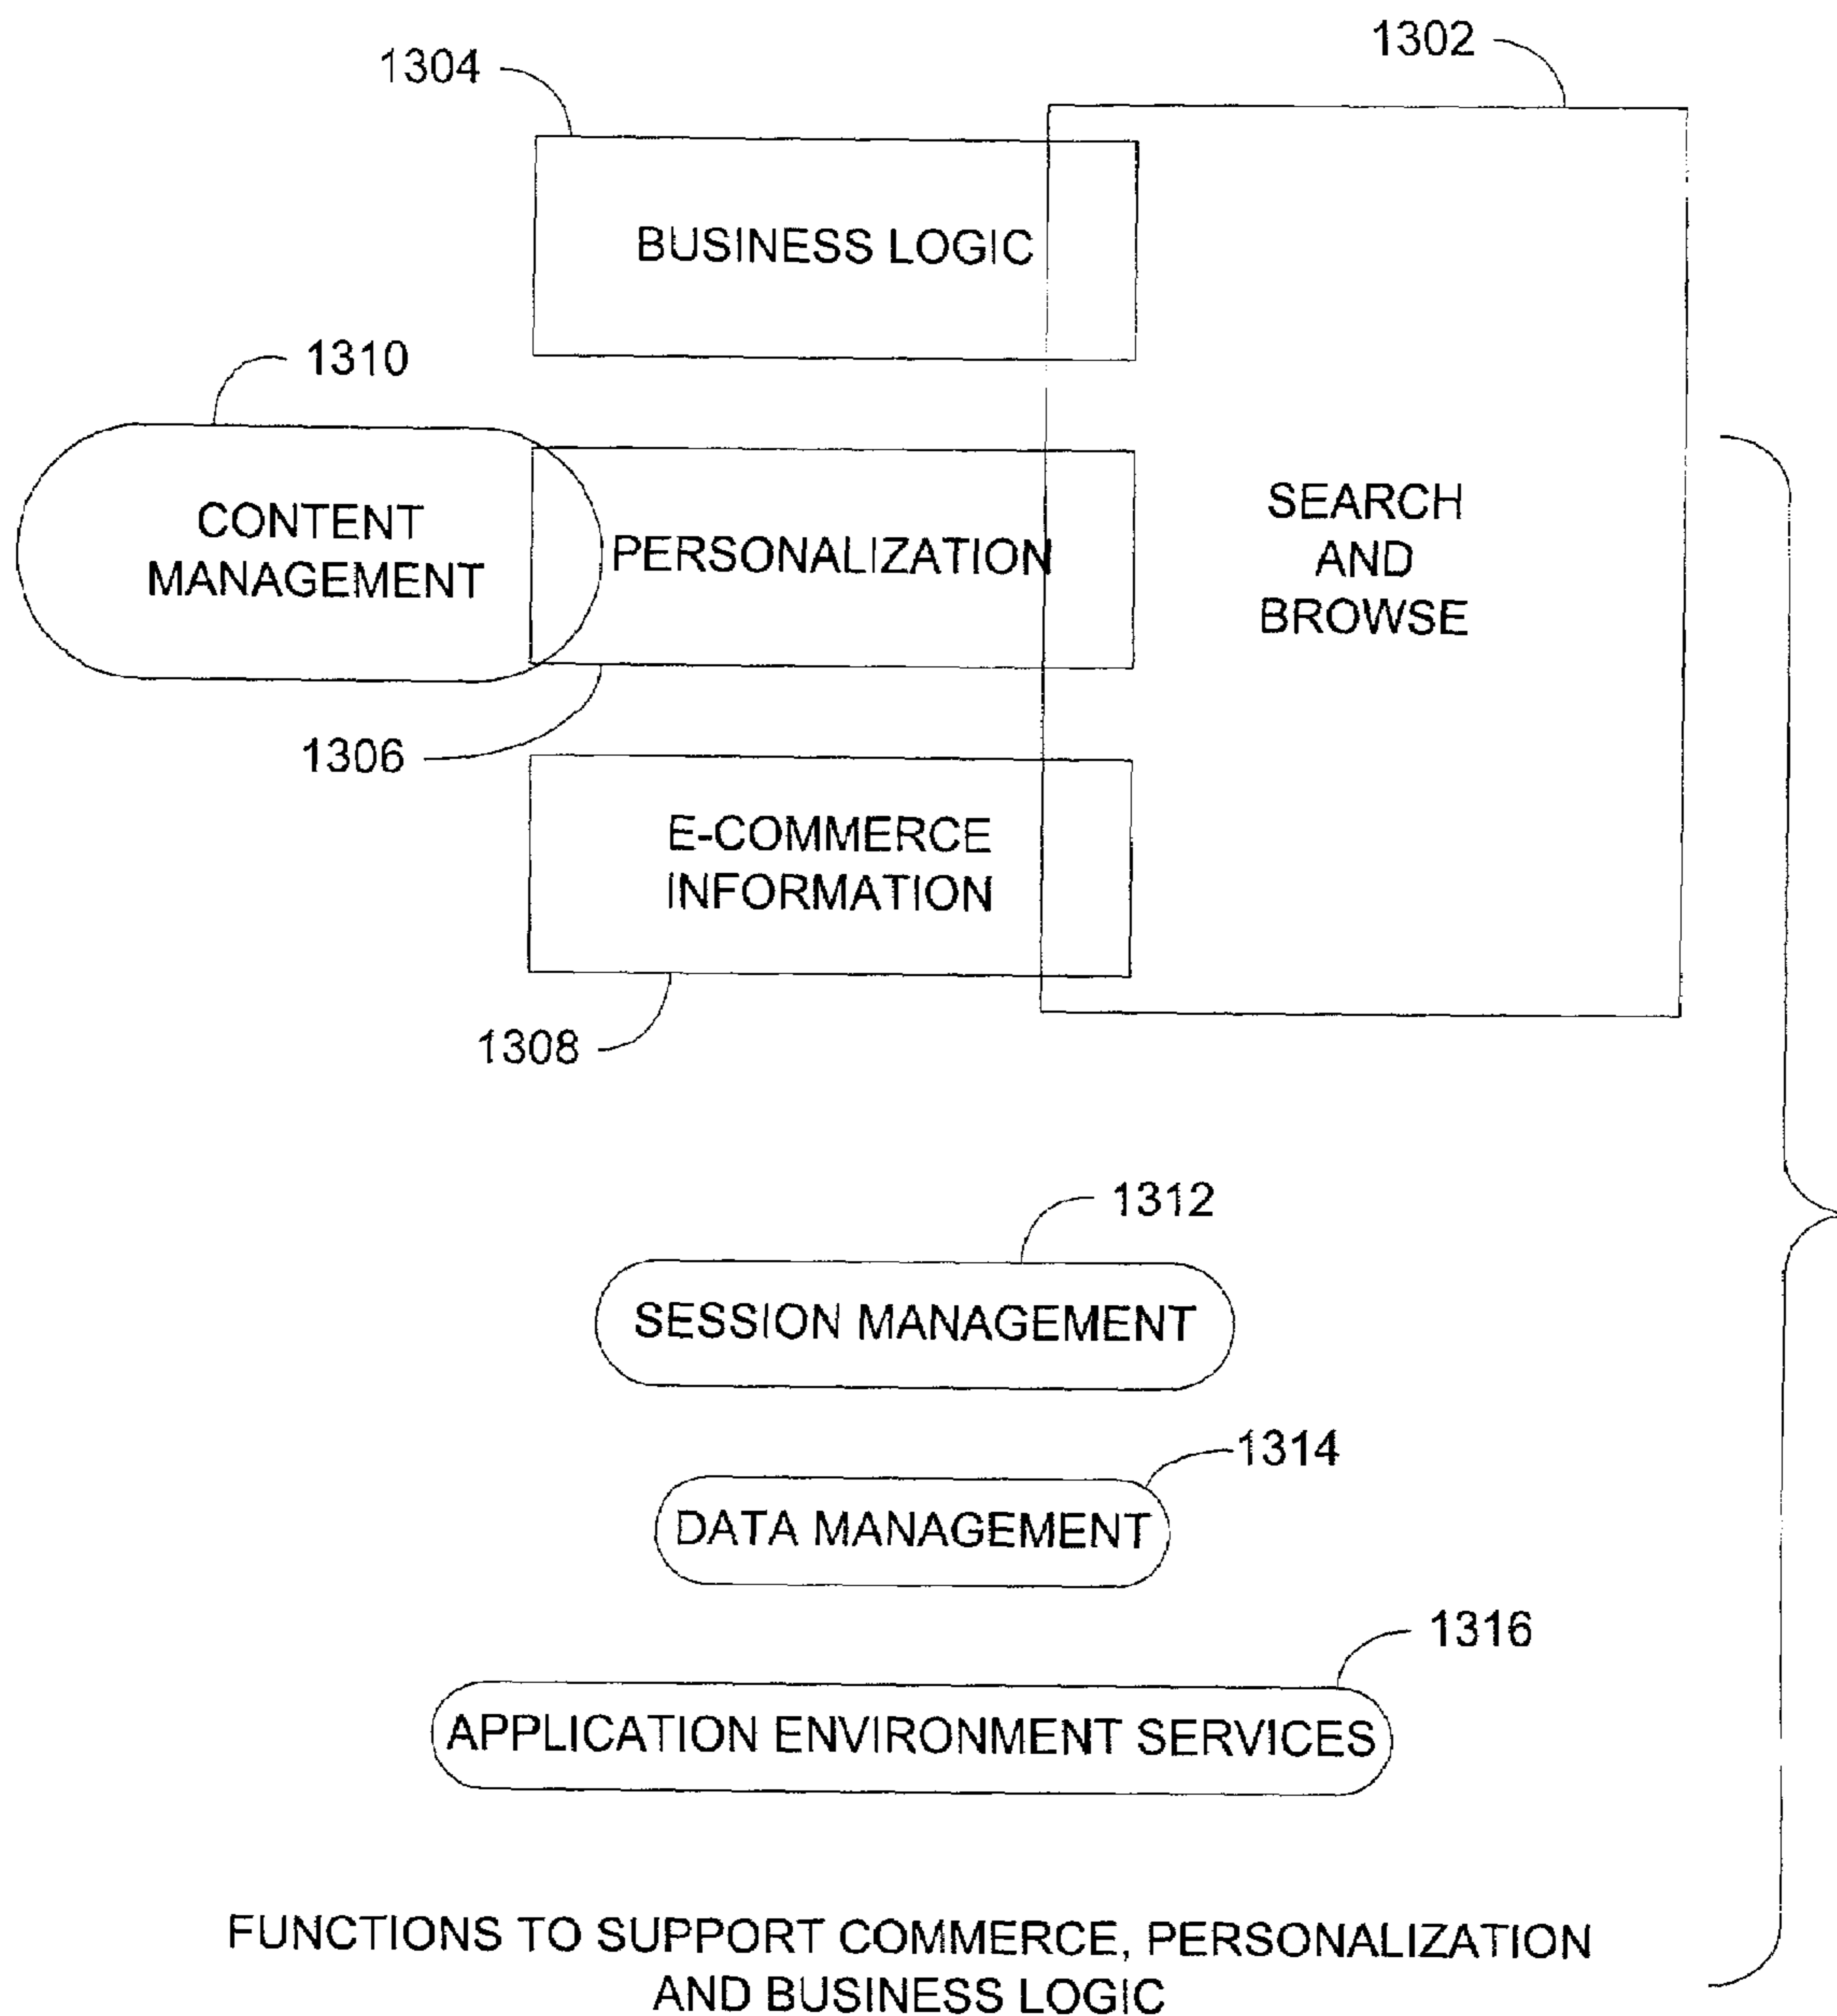 1302
1304
BUSINESS LOGIC
1310
CONTENT
MANAGEMENT
PERSONALIZATION
SEARCH
AND
BROWSE
1306
E-COMMERCE
INFORMATION
1308
1312
SESSION MANAGEMENT
1314
DATA MANAGEMENT
1316
APPLICATION ENVIRONMENT SERVICES
FUNCTIONS TO SUPPORT COMMERCE, PERSONALIZATION
AND BUSINESS LOGIC